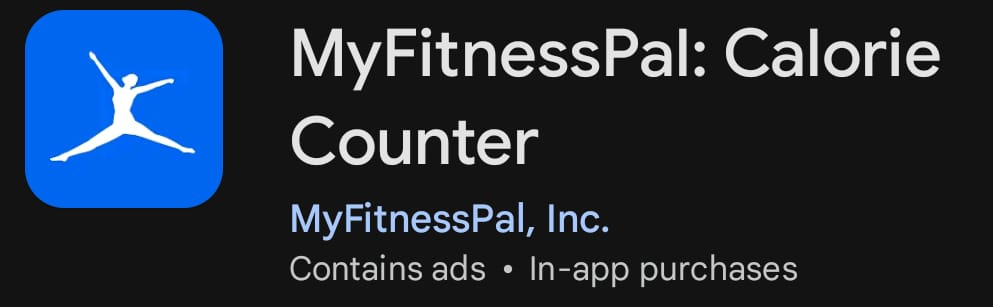 MyFitnessPal: Calorie
Counter
MyFitnessPal, Inc.
Contains ads • In-app purchases